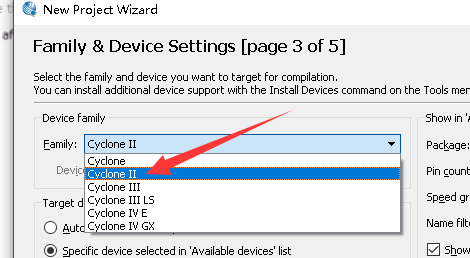 New Project Wizard
Family & Device Settings [page 3 of 5]
Select the family and device you want to target for compilation.
You can install additional device support with the Install Devices command on the Tools men
Device family
Show in 'A
Family: Cyclone II
Package:
Cyclone
Cyclone II
Devic
Pin count
Cyclone III
Cyclone III LS
Speed gr
Target d
Cyclone IV E
Cyclone IV GX
Name filte
Auto
Specific device selected in 'Available devices' list
Show